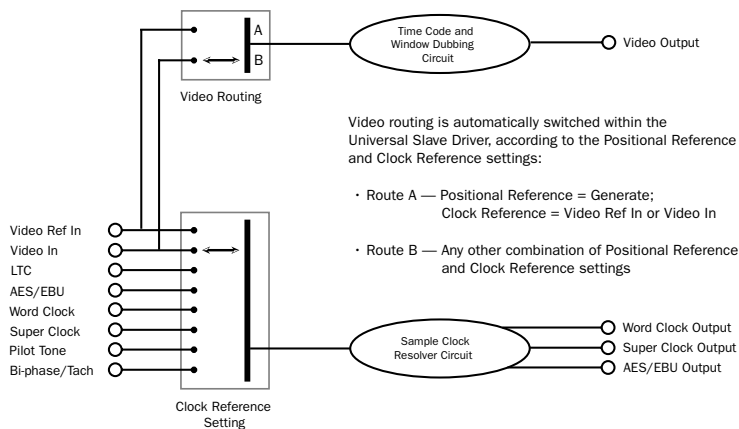 A
B
Time Code and
Window Dubbing
Circuit
Video Output
Video Routing
Video routing is automatically switched within the
Universal Slave Driver, according to the Positional Reference
and Clock Reference settings:
· Route A — Positional Reference = Generate;
Clock Reference = Video Ref In or Video In
· Route B — Any other combination of Positional Reference
and Clock Reference settings
Video Ref In
Video In
LTC
AES/EBU
Word Clock
Super Clock
Pilot Tone
Bi-phase/Tach
Sample Clock
Resolver Circuit
Word Clock Output
Super Clock Output
AES/EBU Output
Clock Reference
Setting